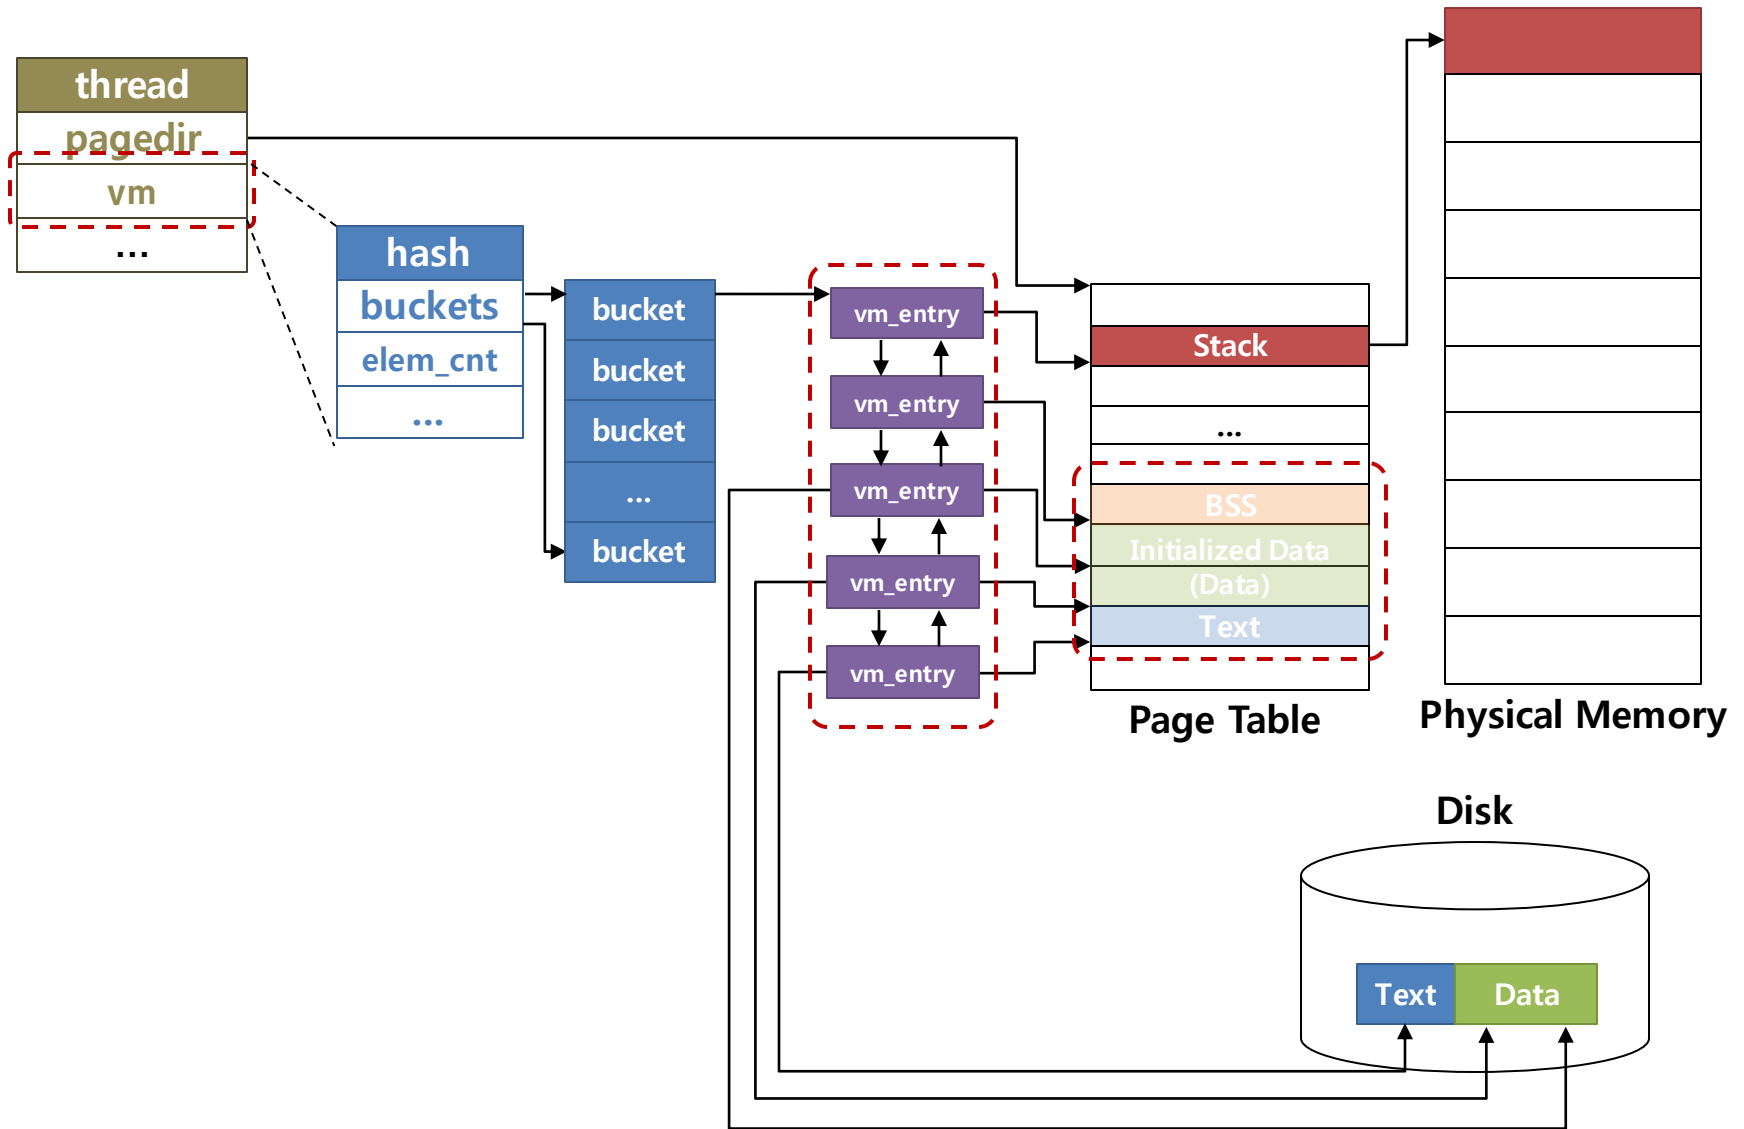 thread
pagedir
vm
...
hash
buckets
elem_cnt
...
bucket
bucket
bucket
...
bucket
vm_entry
vm_entry
vm_entry
vm_entry
vm_entry
Stack
...
BSS
Initialized Data
(Data)
Text
Page Table
Physical Memory
Disk
Text
Data